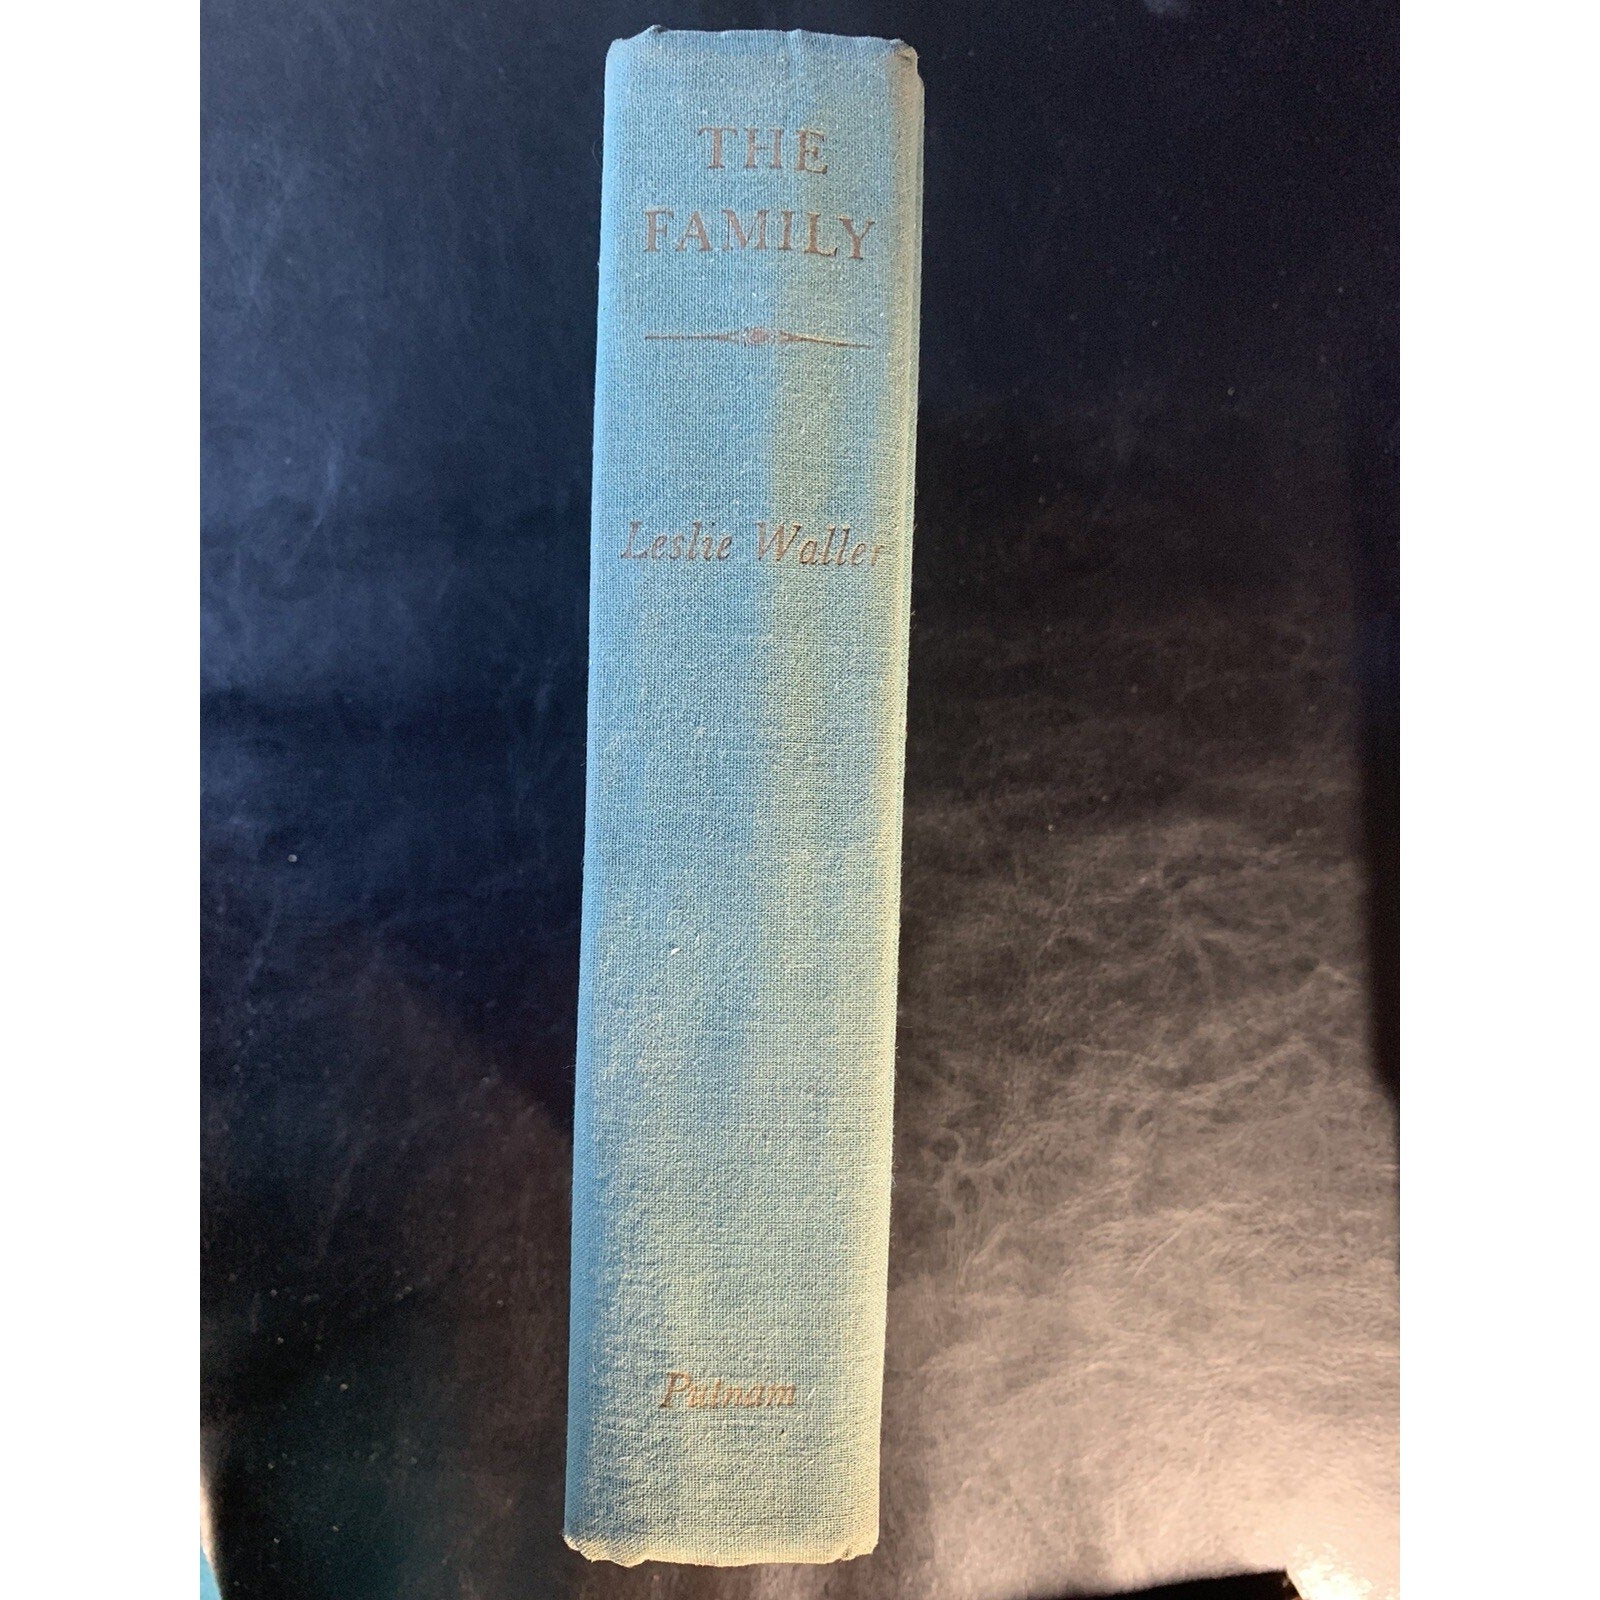 THE
FAMILY
Leslie Waller
Putnam